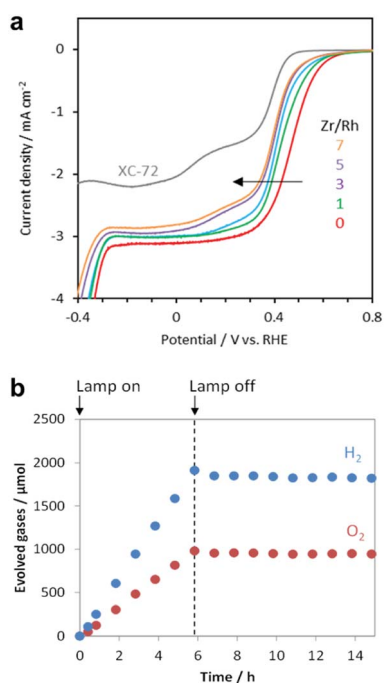 a
0
-1
-2
-3
-4
Current density / mA cm-2
XC-72
Zr/Rh
7
5
3
1
0
-0.4
0
0.4
0.8
Potential / V vs. RHE
b
Lamp on
Lamp off
2500
2000
1500
1000
500
0
Evolved gases / μmol
H2
O2
0
2
4
6
8
10
12
14
Time / h